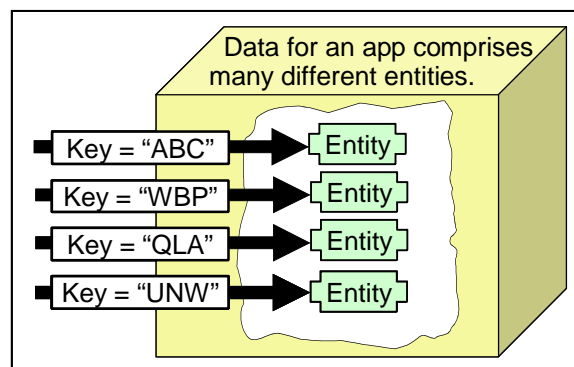 Data for an app comprises
many different entities.
Key = “ABC” Entity
Key = “WBP” Entity
Key = “QLA” Entity
Key = “UNW” Entity